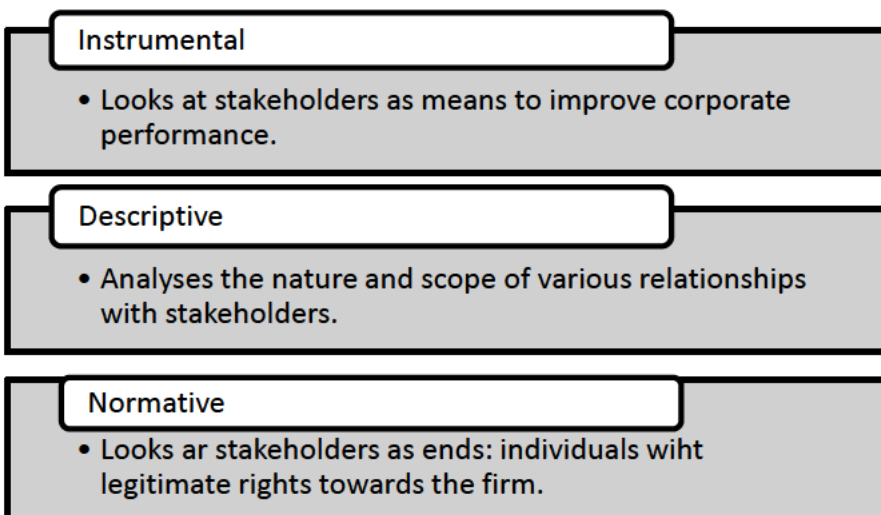 Instrumental
• Looks at stakeholders as means to improve corporate
performance.
Descriptive
• Analyses the nature and scope of various relationships
with stakeholders.
Normative
• Looks ar stakeholders as ends: individuals wiht
legitimate rights towards the firm.